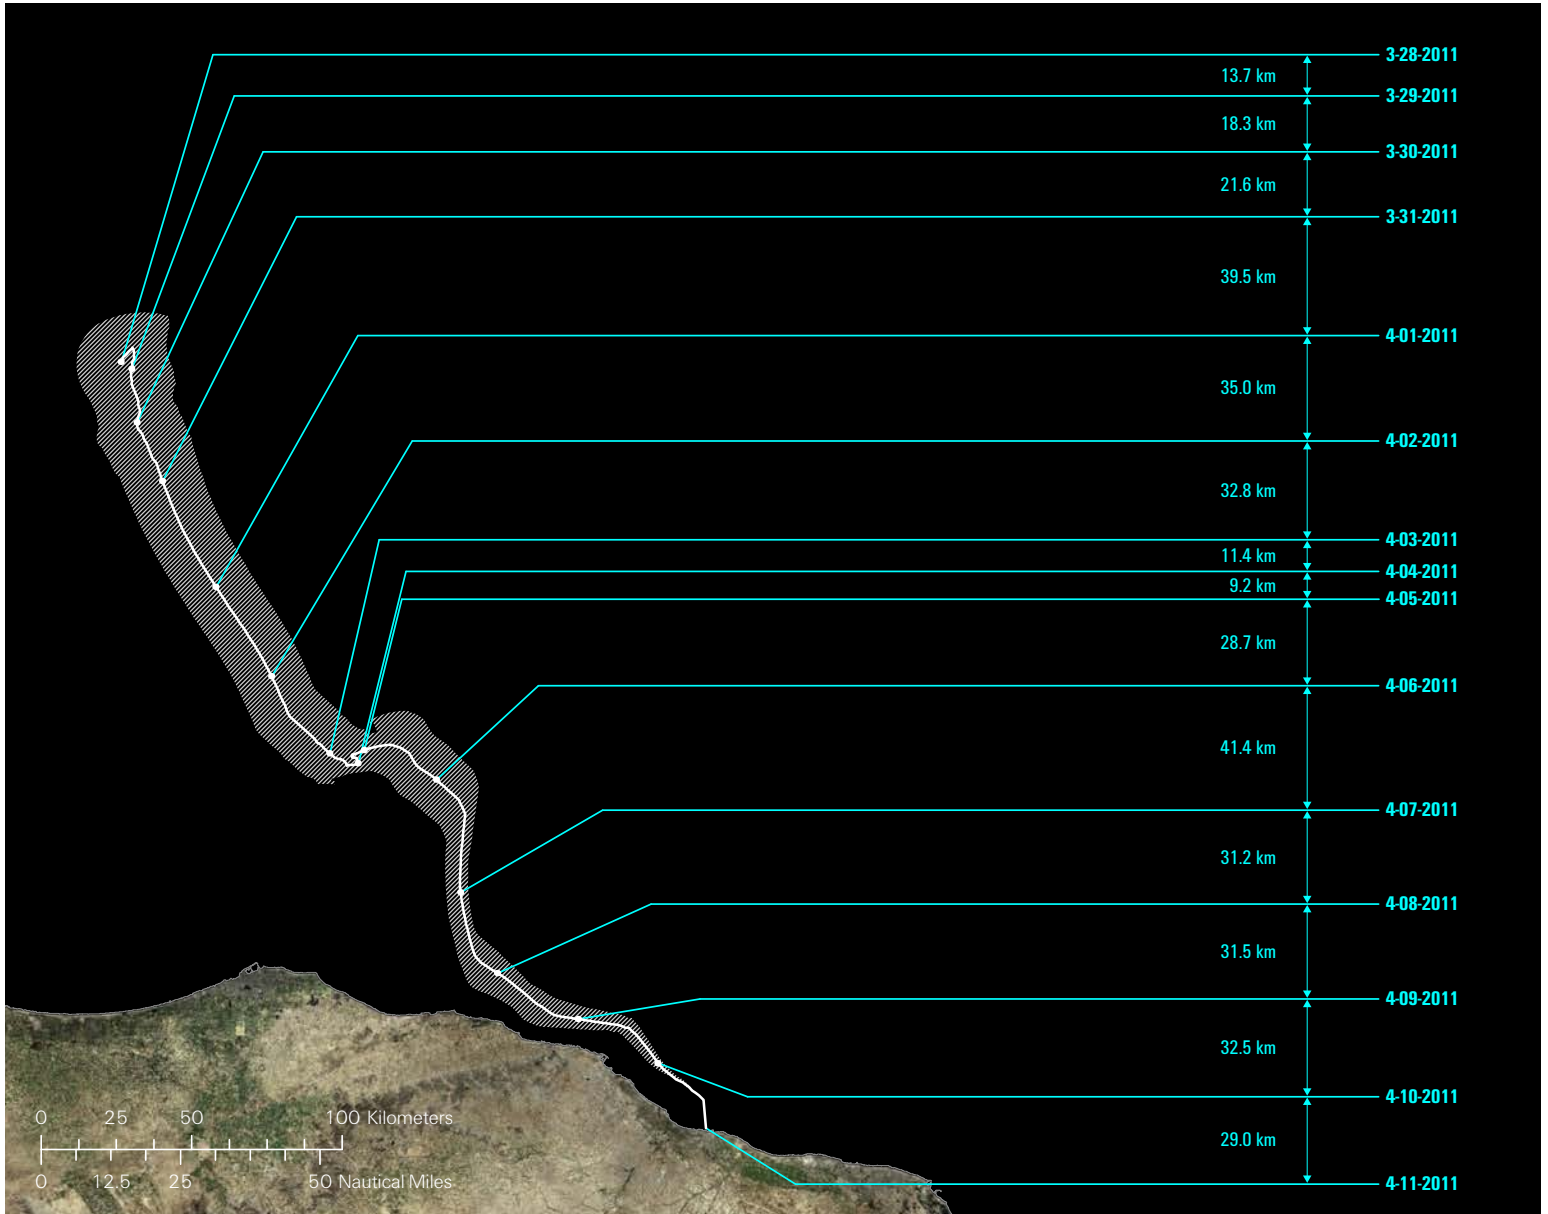 3-28-2011
13.7 km
3-29-2011
18.3 km
3-30-2011
21.6 km
3-31-2011
39.5 km
4-01-2011
35.0 km
4-02-2011
32.8 km
4-03-2011
11.4 km
4-04-2011
9.2 km
4-05-2011
28.7 km
4-06-2011
41.4 km
4-07-2011
31.2 km
4-08-2011
31.5 km
4-09-2011
32.5 km
4-10-2011
29.0 km
4-11-2011
0 25 50 100 Kilometers
0 12.5 25 50 Nautical Miles